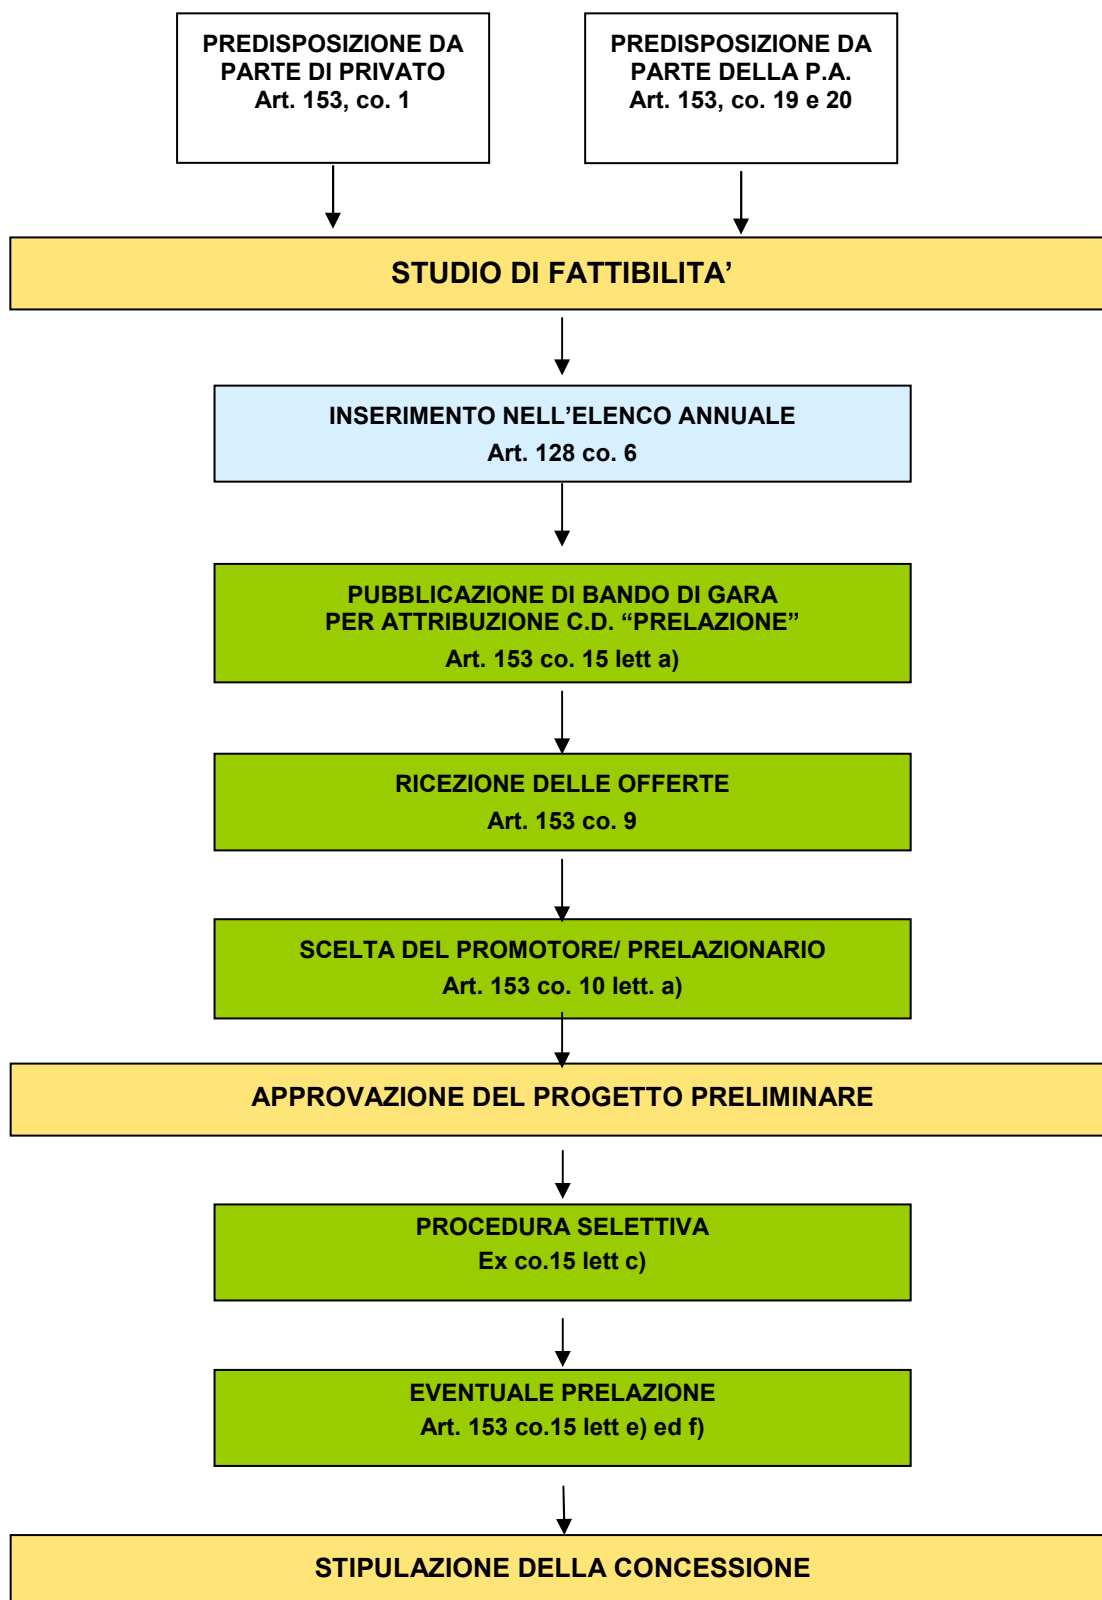 PREDISPOSIZIONE DA
PARTE DI PRIVATO
Art. 153, co. 1
PREDISPOSIZIONE DA
PARTE DELLA P.A.
Art. 153, co. 19 e 20
STUDIO DI FATTIBILITA’
INSERIMENTO NELL’ELENCO ANNUALE
Art. 128 co. 6
PUBBLICAZIONE DI BANDO DI GARA
PER ATTRIBUZIONE C.D. “PRELAZIONE”
Art. 153 co. 15 lett a)
RICEZIONE DELLE OFFERTE
Art. 153 co. 9
SCELTA DEL PROMOTORE/ PRELAZIONARIO
Art. 153 co. 10 lett. a)
APPROVAZIONE DEL PROGETTO PRELIMINARE
PROCEDURA SELETTIVA
Ex co.15 lett c)
EVENTUALE PRELAZIONE
Art. 153 co.15 lett e) ed f)
STIPULAZIONE DELLA CONCESSIONE